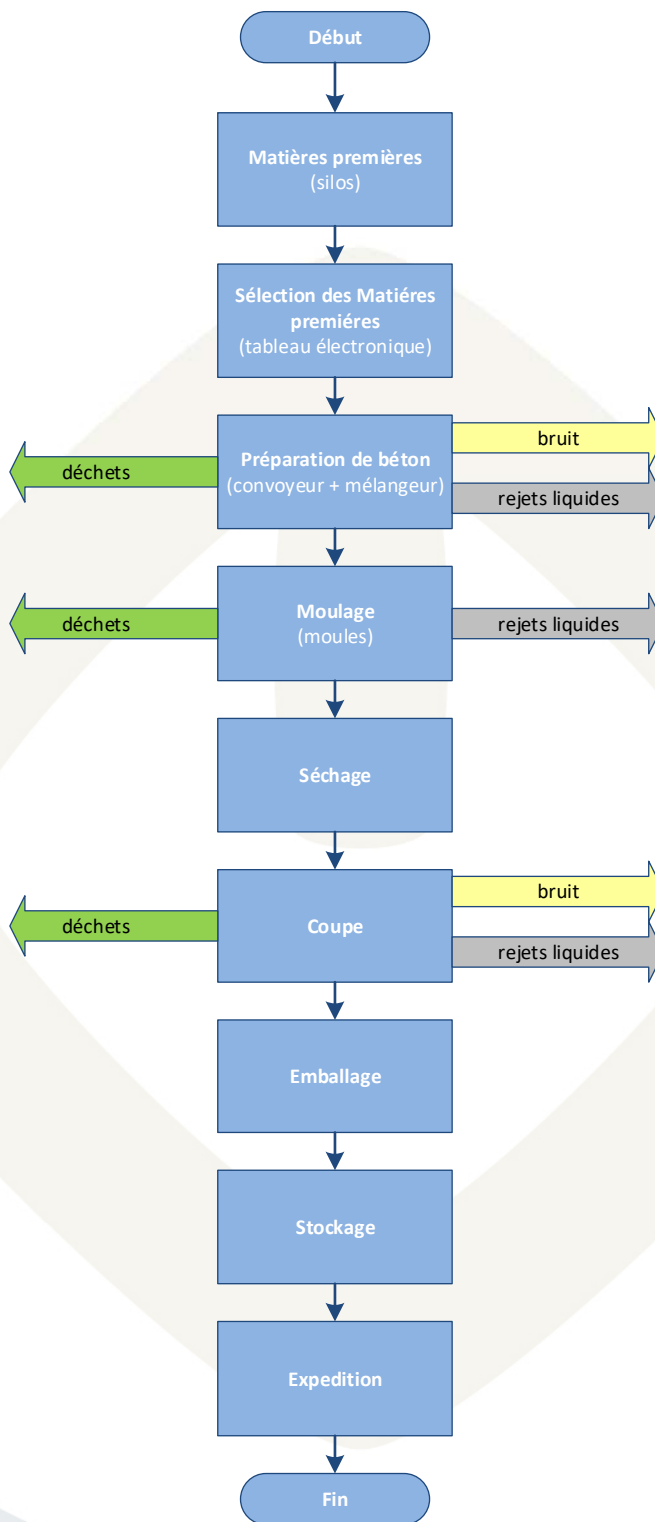 Début
Matières premières
(silos)
Sélection des Matiéres
premiéres
(tableau électronique)
bruit
déchets
Préparation de béton
(convoyeur + mélangeur)
rejets liquides
déchets
Moulage
(moules)
rejets liquides
Séchage
bruit
déchets
Coupe
rejets liquides
Emballage
Stockage
Expedition
Fin